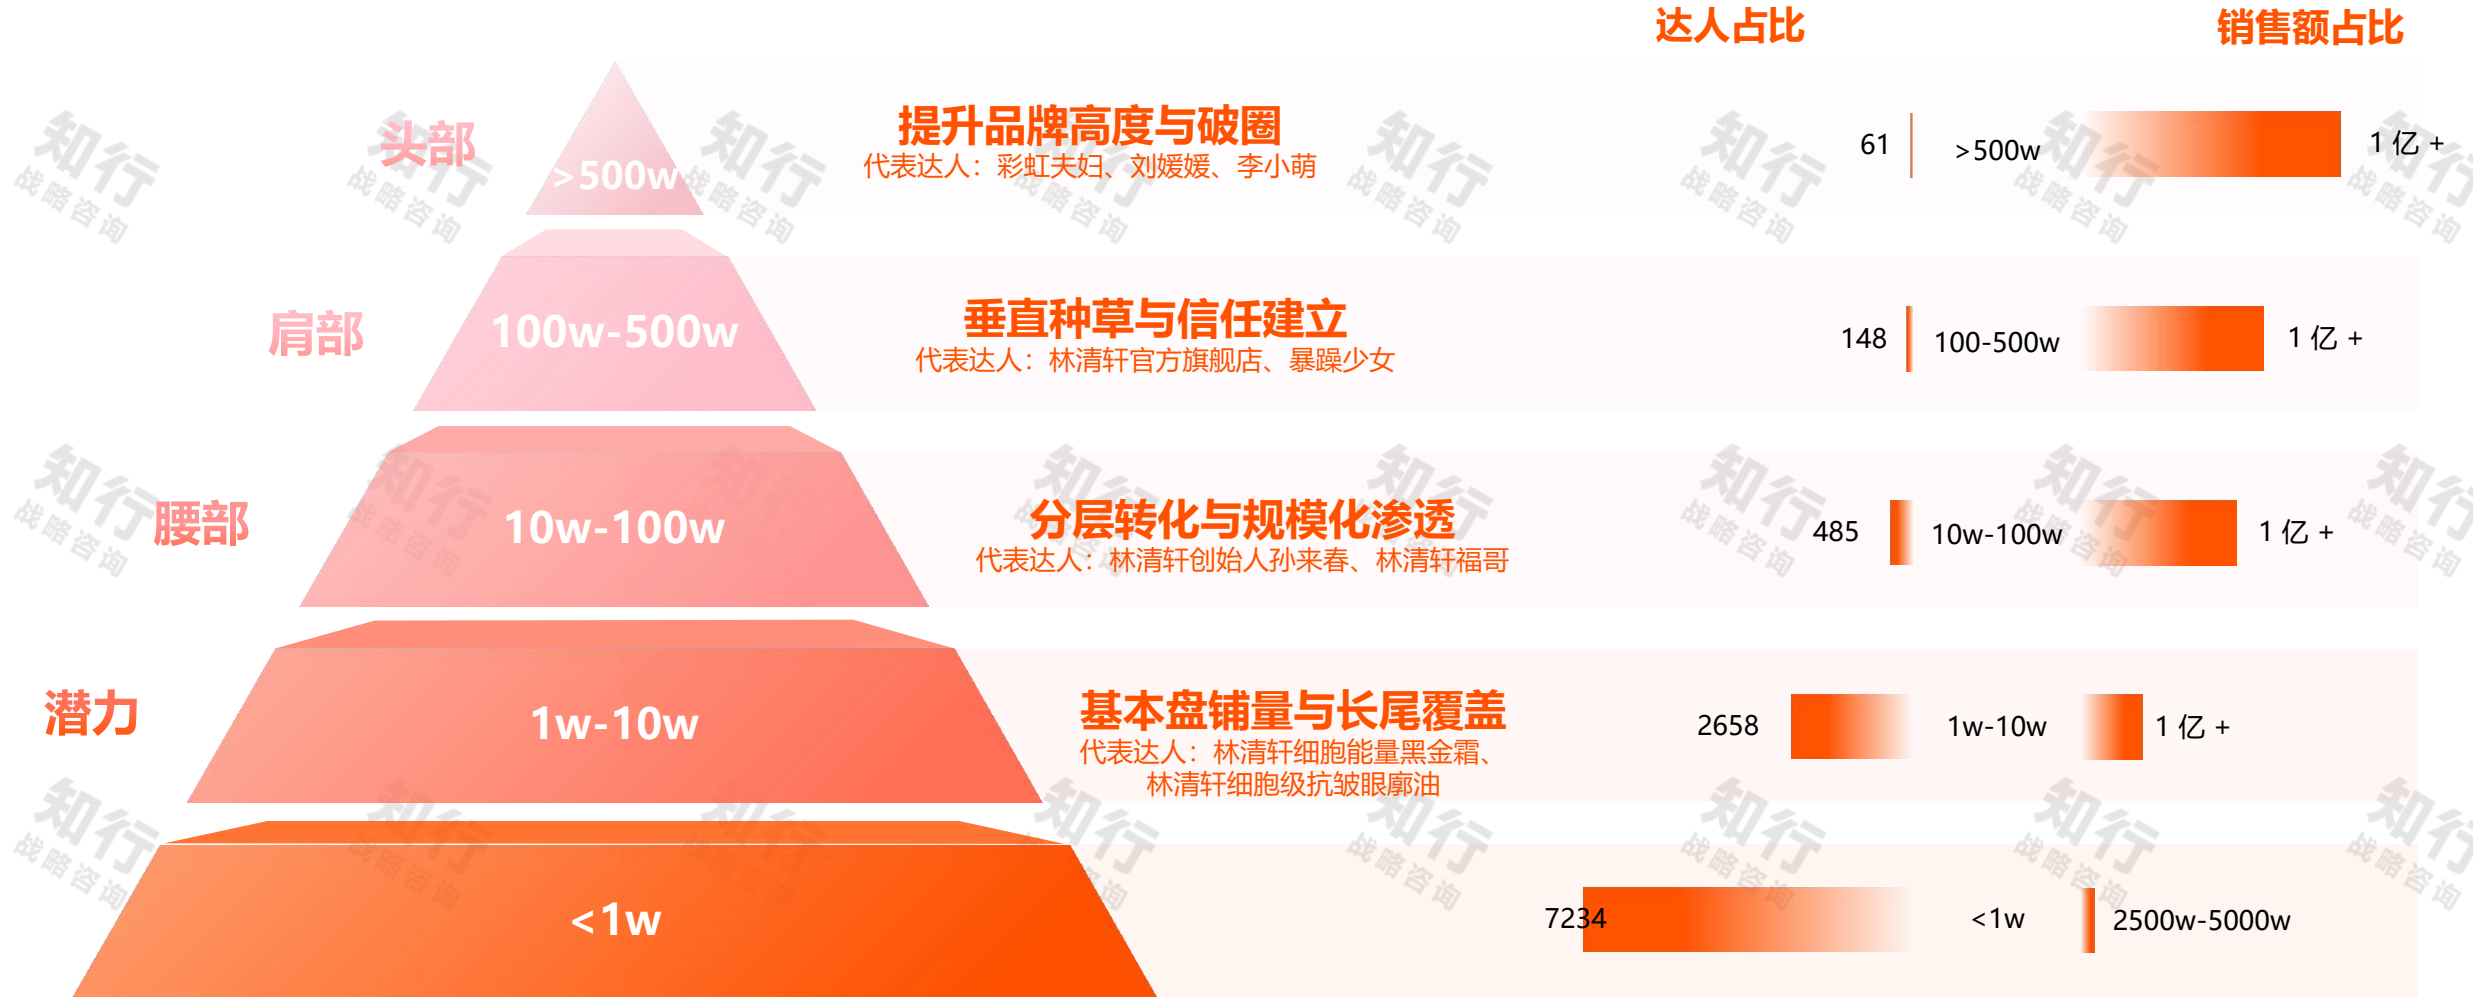 达人占比
销售额占比
头部
>500w
提升品牌高度与破圈
代表达人：彩虹夫妇、刘媛媛、李小萌
61
>500w
1 亿 +
肩部
100w-500w
垂直种草与信任建立
代表达人：林清轩官方旗舰店、暴躁少女
148
100-500w
1 亿 +
腰部
10w-100w
分层转化与规模化渗透
代表达人：林清轩创始人孙来春、林清轩福哥
485
10w-100w
1 亿 +
潜力
1w-10w
基本盘铺量与长尾覆盖
代表达人：林清轩细胞能量黑金霜、
林清轩细胞级抗皱眼廓油
2658
1w-10w
1 亿 +
<1w
7234
<1w
2500w-5000w
知行
战略咨询